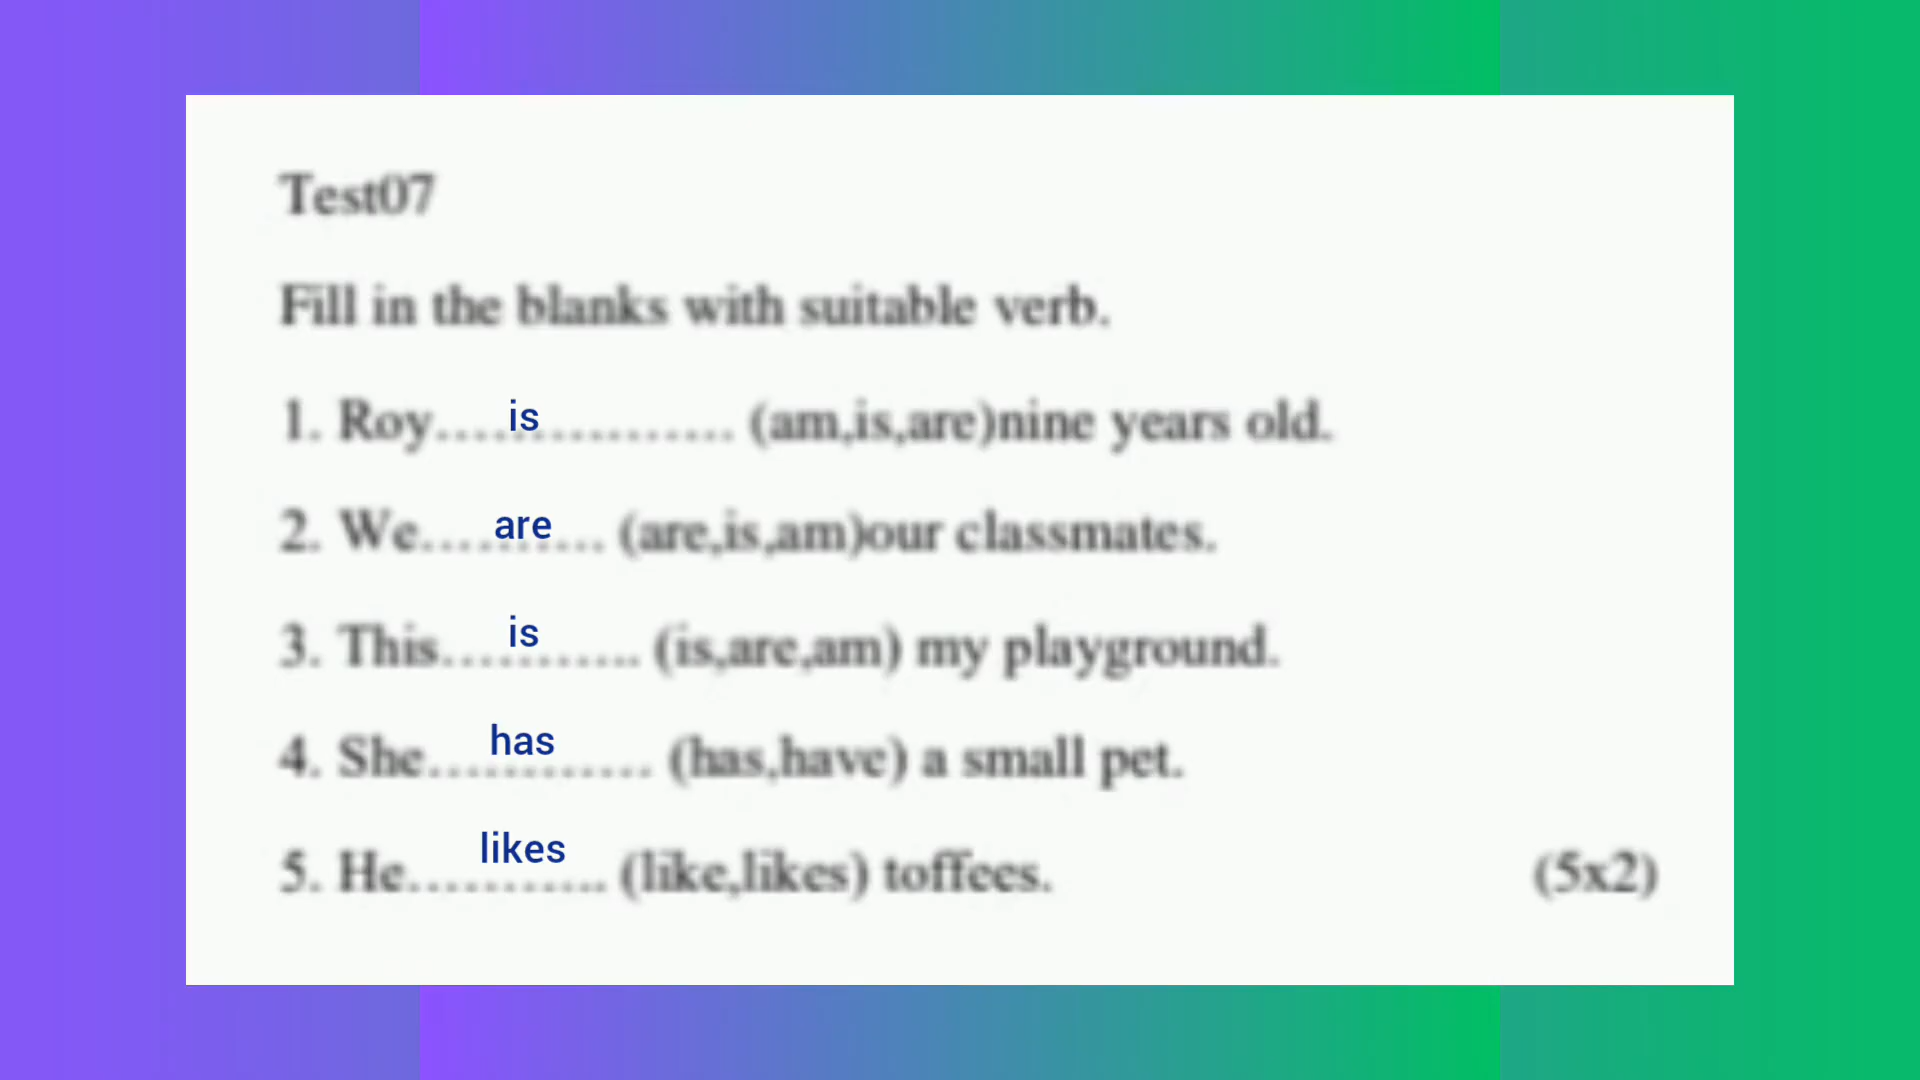 Test07
Fill in the blanks with suitable verb.
1. Roy.....is............... (am,is,are)nine years old.
2. We.....are..... (are,is,am)our classmates.
3. This.....is...... (is,are,am) my playground.
4. She.....has....... (has,have) a small pet.
5. He.....likes...... (like,likes) toffees. (5x2)